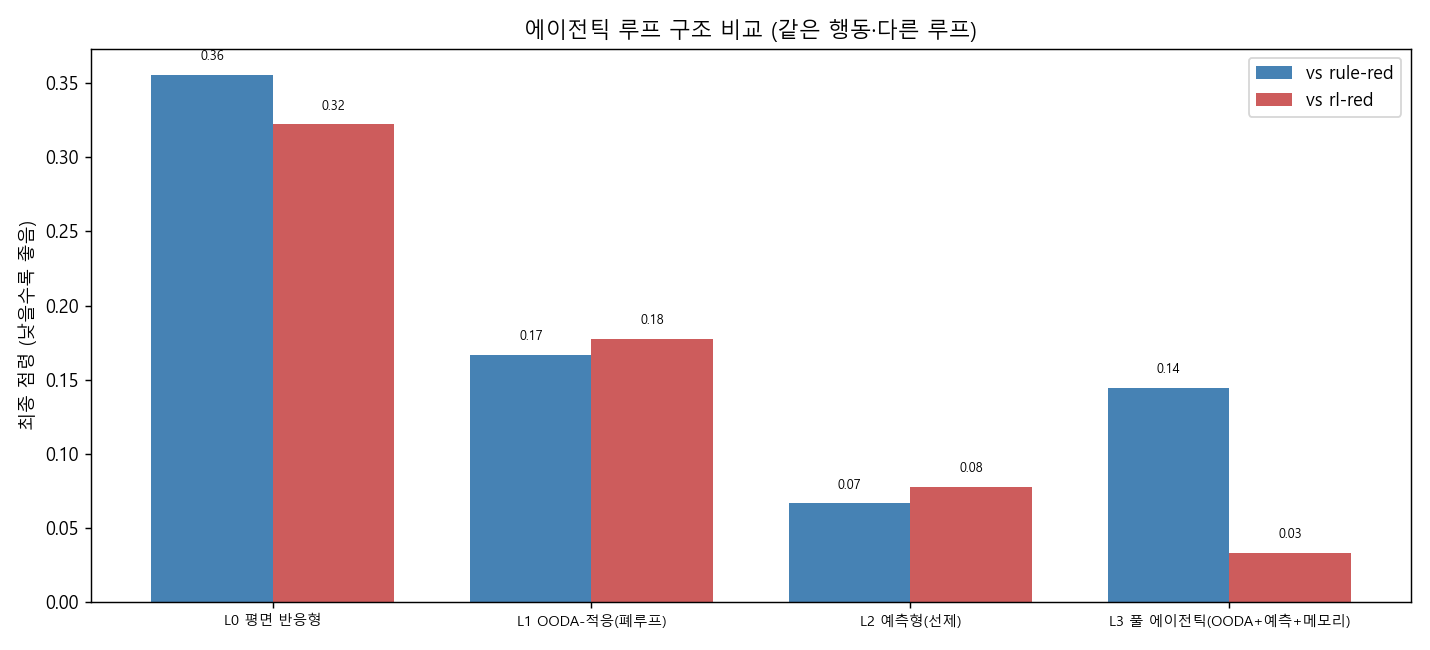 에이전틱 루프 구조 비교 (같은 행동·다른 루프)
vs rule-red
vs rl-red
최종 점령 (낮을수록 좋음)
0.35
0.30
0.25
0.20
0.15
0.10
0.05
0.00
0.36
0.32
0.17
0.18
0.07
0.08
0.14
0.03
L0 평면 반응형
L1 OODA-적응(폐루프)
L2 예측형(선제)
L3 풀 에이전틱(OODA+예측+메모리)